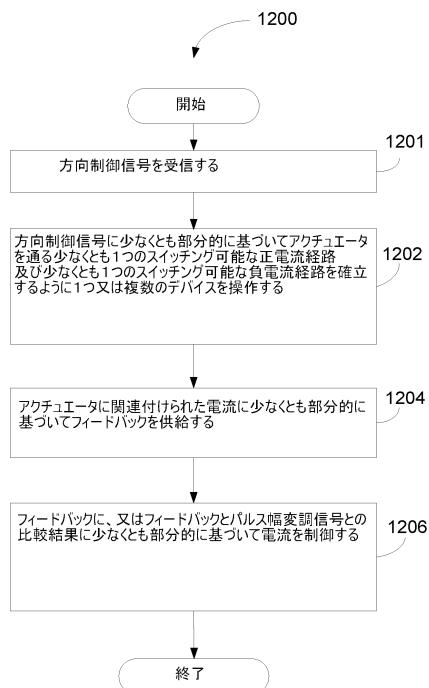 1200
開始
1201
方向制御信号を受信する
1202
方向制御信号に少なくとも部分的に基づいてアクチュエータ
を通る少なくとも1つのスイッチング可能な正電流経路
及び少なくとも1つのスイッチング可能な負電流経路を確立
するように1つ又は複数のデバイスを操作する
1204
アクチュエータに関連付けられた電流に少なくとも部分的に
基づいてフィードバックを供給する
1206
フィードバックに、又はフィードバックとパルス幅変調信号との
比較結果に少なくとも部分的に基づいて電流を制御する
終了